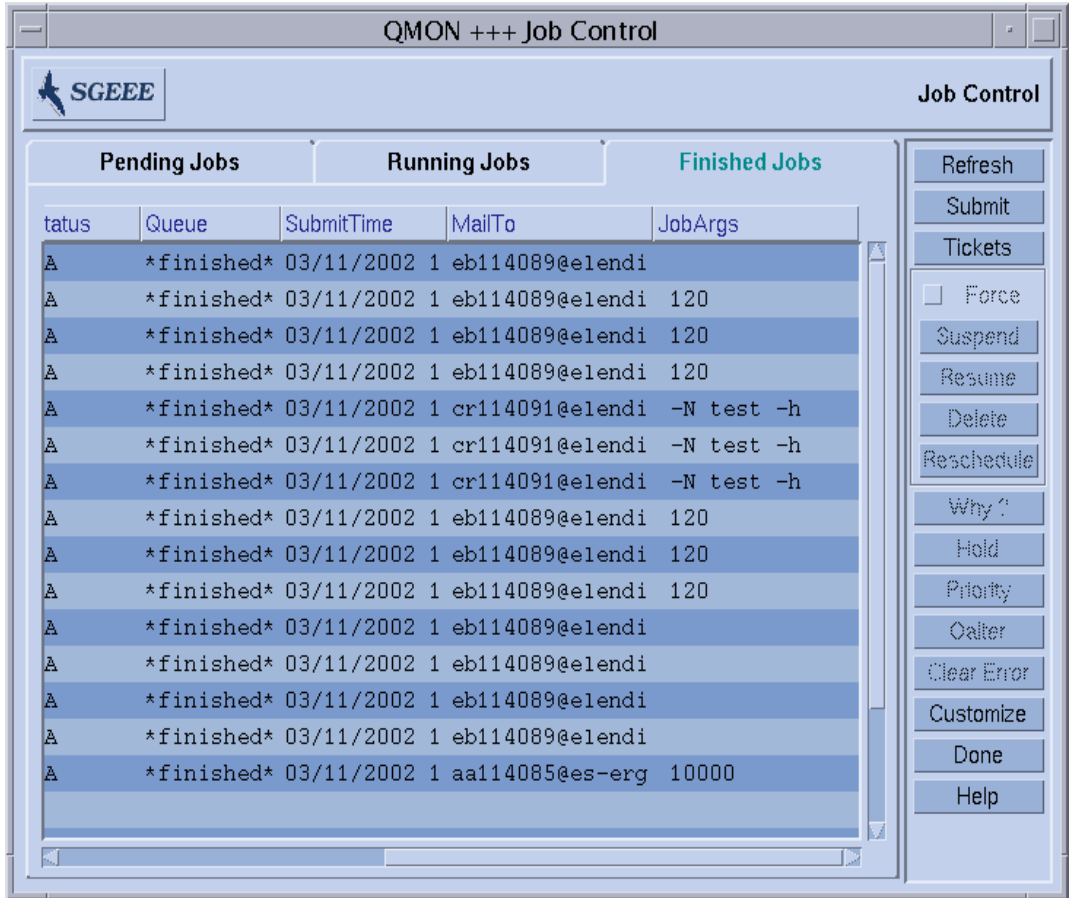 QMON +++ Job Control
SGEEE
Job Control
Pending Jobs Running Jobs Finished Jobs
tatus Queue SubmitTime MailTo JobArgs
A *finished* 03/11/2002 1 eb114089@elendi
A *finished* 03/11/2002 1 eb114089@elendi 120
A *finished* 03/11/2002 1 eb114089@elendi 120
A *finished* 03/11/2002 1 eb114089@elendi 120
A *finished* 03/11/2002 1 cr114091@elendi -N test -h
A *finished* 03/11/2002 1 cr114091@elendi -N test -h
A *finished* 03/11/2002 1 cr114091@elendi -N test -h
A *finished* 03/11/2002 1 eb114089@elendi 120
A *finished* 03/11/2002 1 eb114089@elendi 120
A *finished* 03/11/2002 1 eb114089@elendi 120
A *finished* 03/11/2002 1 eb114089@elendi
A *finished* 03/11/2002 1 eb114089@elendi
A *finished* 03/11/2002 1 eb114089@elendi
A *finished* 03/11/2002 1 eb114089@elendi
A *finished* 03/11/2002 1 aa114085@es-erg 10000
Refresh
Submit
Tickets
Force
Suspend
Resume
Delete
Reschedule
Why ?
Hold
Priority
Qalter
Clear Error
Customize
Done
Help